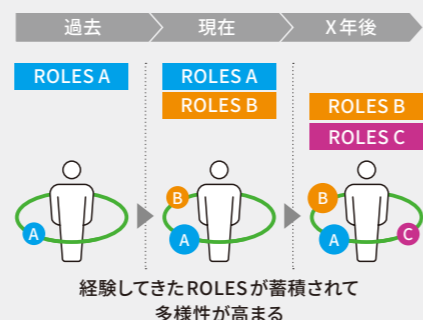 過去
現在
X年後
ROLES A
ROLES A
ROLES B
ROLES B
ROLES C
A
B
A
B
A
C
経験してきたROLESが蓄積されて
多様性が高まる